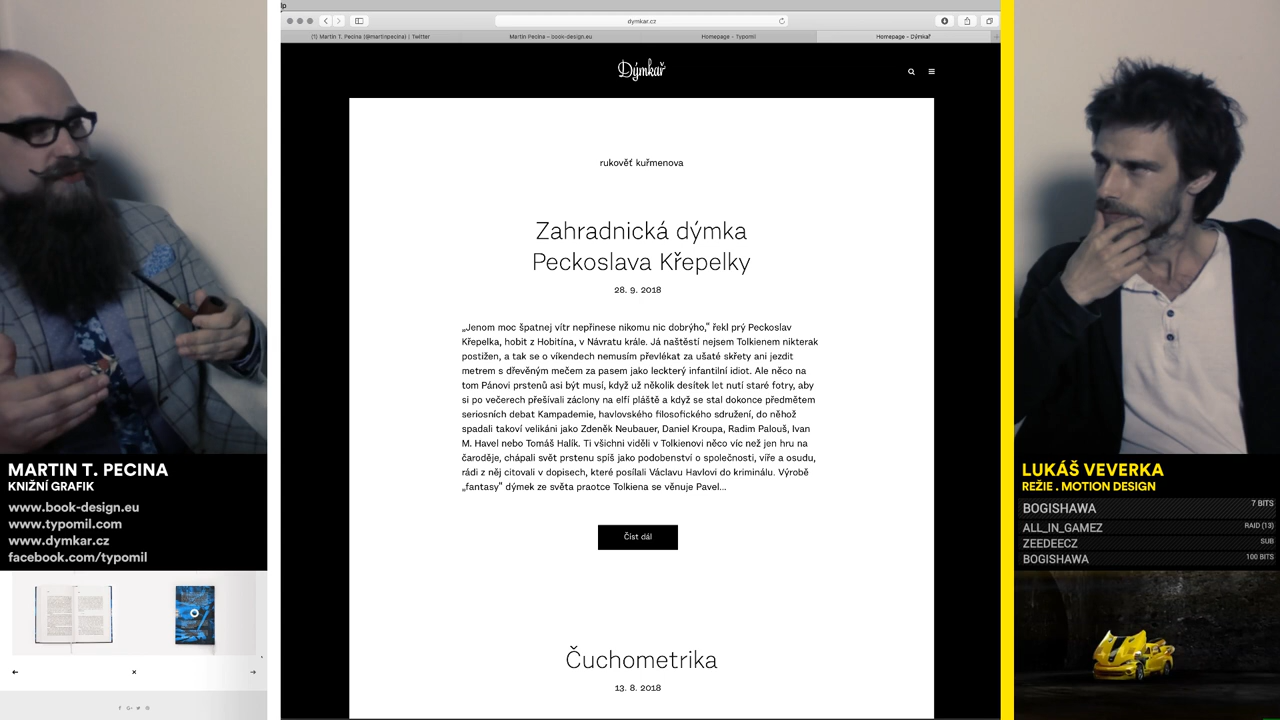 lp
dymkar.cz
(1) Martin T. Pecina (@martinpecina) | Twitter
Martin Pecina – book-design.eu
Homepage - Typomil
Homepage - Dýmkař
Dýmkař
rukověť kuřmenova
Zahradnická dýmka
Peckoslava Křepelky
28. 9. 2018
„Jenom moc špatnej vítr nepřinese nikomu nic dobrýho,“ řekl prý Peckoslav
Křepelka, hobit z Hobitína, v Návratu krále. Já naštěstí nejsem Tolkienem nikterak
postižen, a tak se o víkendech nemusím převlékat za ušaté skřety ani jezdit
metrem s dřevěným mečem za pasem jako leckterý infantilní idiot. Ale něco na
tom Pánovi prstenů asi být musí, když už několik desítek let nutí staré fotry, aby
si po večerech přešívali záclony na elfí pláště a když se stal dokonce předmětem
seriosních debat Kampademie, havlovského filosofického sdružení, do něhož
spadali takoví velikáni jako Zdeněk Neubauer, Daniel Kroupa, Radim Palouš, Ivan
M. Havel nebo Tomáš Halík. Ti všichni viděli v Tolkienovi něco víc než jen hru na
čaroděje, chápali svět prstenu spíš jako podobenství o společnosti, víře a osudu,
rádi z něj citovali v dopisech, které posílali Václavu Havlovi do kriminálu. Výrobě
„fantasy“ dýmek ze světa praotce Tolkiena se věnuje Pavel...
Číst dál
Čuchometrika
13. 8. 2018
MARTIN T. PECINA
KNIŽNÍ GRAFIK
www.book-design.eu
www.typomil.com
www.dymkar.cz
facebook.com/typomil
LUKÁŠ VEVERKA
REŽIE . MOTION DESIGN
BOGISHAWA 7 BITS
ALL_IN_GAMEZ RAID (13)
ZEEDEECZ SUB
BOGISHAWA 100 BITS